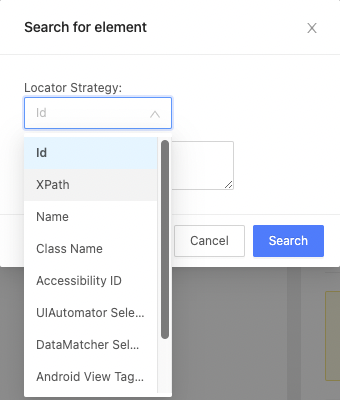 Search for element
Locator Strategy:
Id
Id
XPath
Name
Class Name
Accessibility ID
UIAutomator Sele...
DataMatcher Sel...
Android View Tag...
Cancel
Search